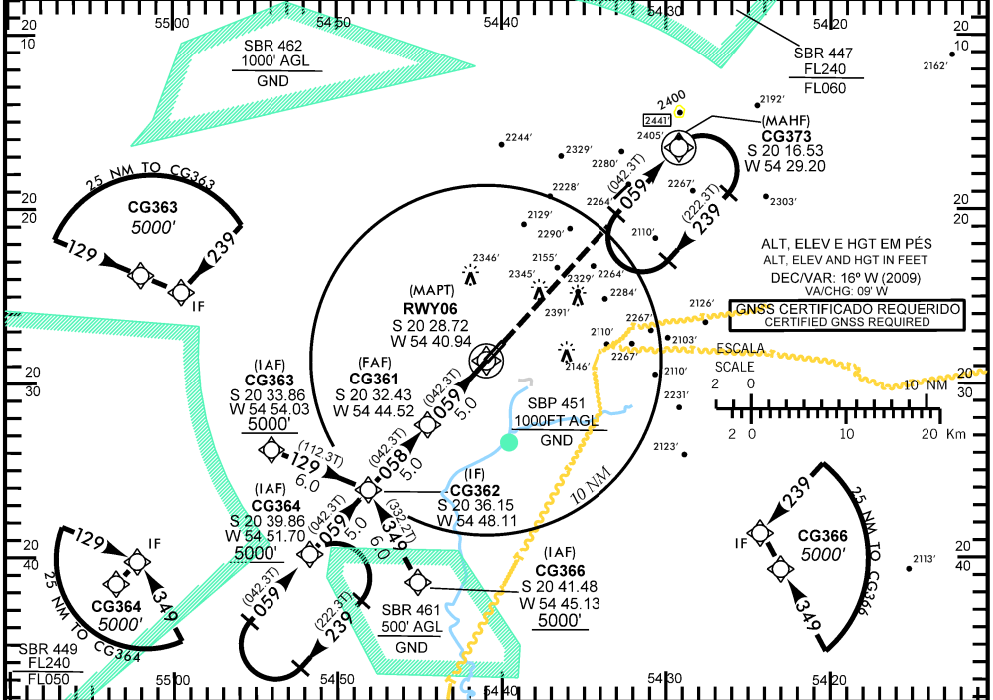 55 00
54 50
54 40
54 30
54 20
20
10
20
10
SBR 462
1000' AGL
GND
SBR 447
FL240
FL060
2162'
2400
2441'
2405'
2192'
(MAHF)
CG373
S 20 16.53
W 54 29.20
2244'
2329'
2280'
(042.3T)
059
2267'
(222.3T)
239
2303'
2264'
2228'
2129'
2290'
2110'
25 NM TO CG363
CG363
5000'
129
239
IF
20
20
20
20
2346'
2155'
2345'
2329'
2264'
2284'
2391'
ALT, ELEV E HGT EM PÉS
ALT, ELEV AND HGT IN FEET
DEC/VAR: 16º W (2009)
VA/CHG: 09' W
GNSS CERTIFICADO REQUERIDO
CERTIFIED GNSS REQUIRED
(MAPT)
RWY06
S 20 28.72
W 54 40.94
2126'
2267'
2110'
2267'
2103'
2146'
2110'
2231'
2123'
ESCALA
SCALE
2 0 10 NM
2 0 10 20 Km
20
30
20
30
(IAF)
CG363
S 20 33.86
W 54 54.03
5000'
(FAF)
CG361
S 20 32.43
W 54 44.52
(042.3T)
059
5.0
(042.3T)
058
5.0
(112.3T)
129
6.0
SBP 451
1000FT AGL
GND
10 NM
(IF)
CG362
S 20 36.15
W 54 48.11
(IAF)
CG364
S 20 39.86
W 54 51.70
5000'
(042.3T)
059
5.0
(332.2T)
349
6.0
(IAF)
CG366
S 20 41.48
W 54 45.13
5000'
239
IF
CG366
5000'
349
25 NM TO CG366
2113'
20
40
20
40
129
IF
CG364
5000'
349
25 NM TO CG364
(042.3T)
059
(222.3T)
239
SBR 461
500' AGL
GND
SBR 449
FL240
FL050
55 00
54 45
54 40
54 30
54 20